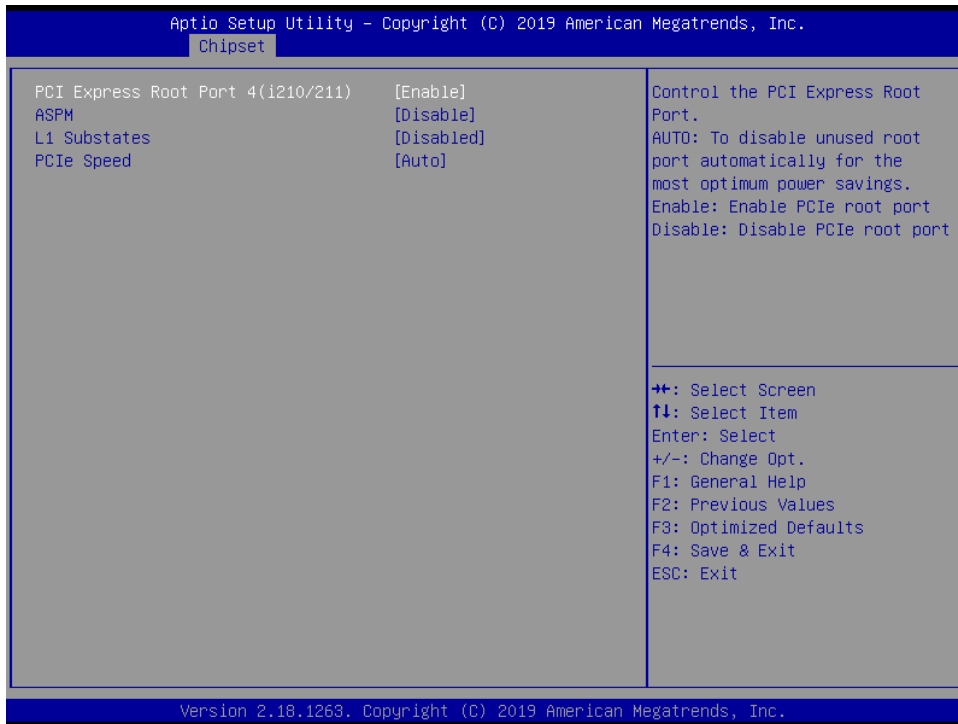 Aptio Setup Utility – Copyright (C) 2019 American Megatrends, Inc.
Chipset
PCI Express Root Port 4(i210/211) [Enable]
ASPM [Disable]
L1 Substates [Disabled]
PCIe Speed [Auto]
Control the PCI Express Root
Port.
AUTO: To disable unused root
port automatically for the
most optimum power savings.
Enable: Enable PCIe root port
Disable: Disable PCIe root port
→←: Select Screen
↑↓: Select Item
Enter: Select
+/-: Change Opt.
F1: General Help
F2: Previous Values
F3: Optimized Defaults
F4: Save & Exit
ESC: Exit
Version 2.18.1263. Copyright (C) 2019 American Megatrends, Inc.